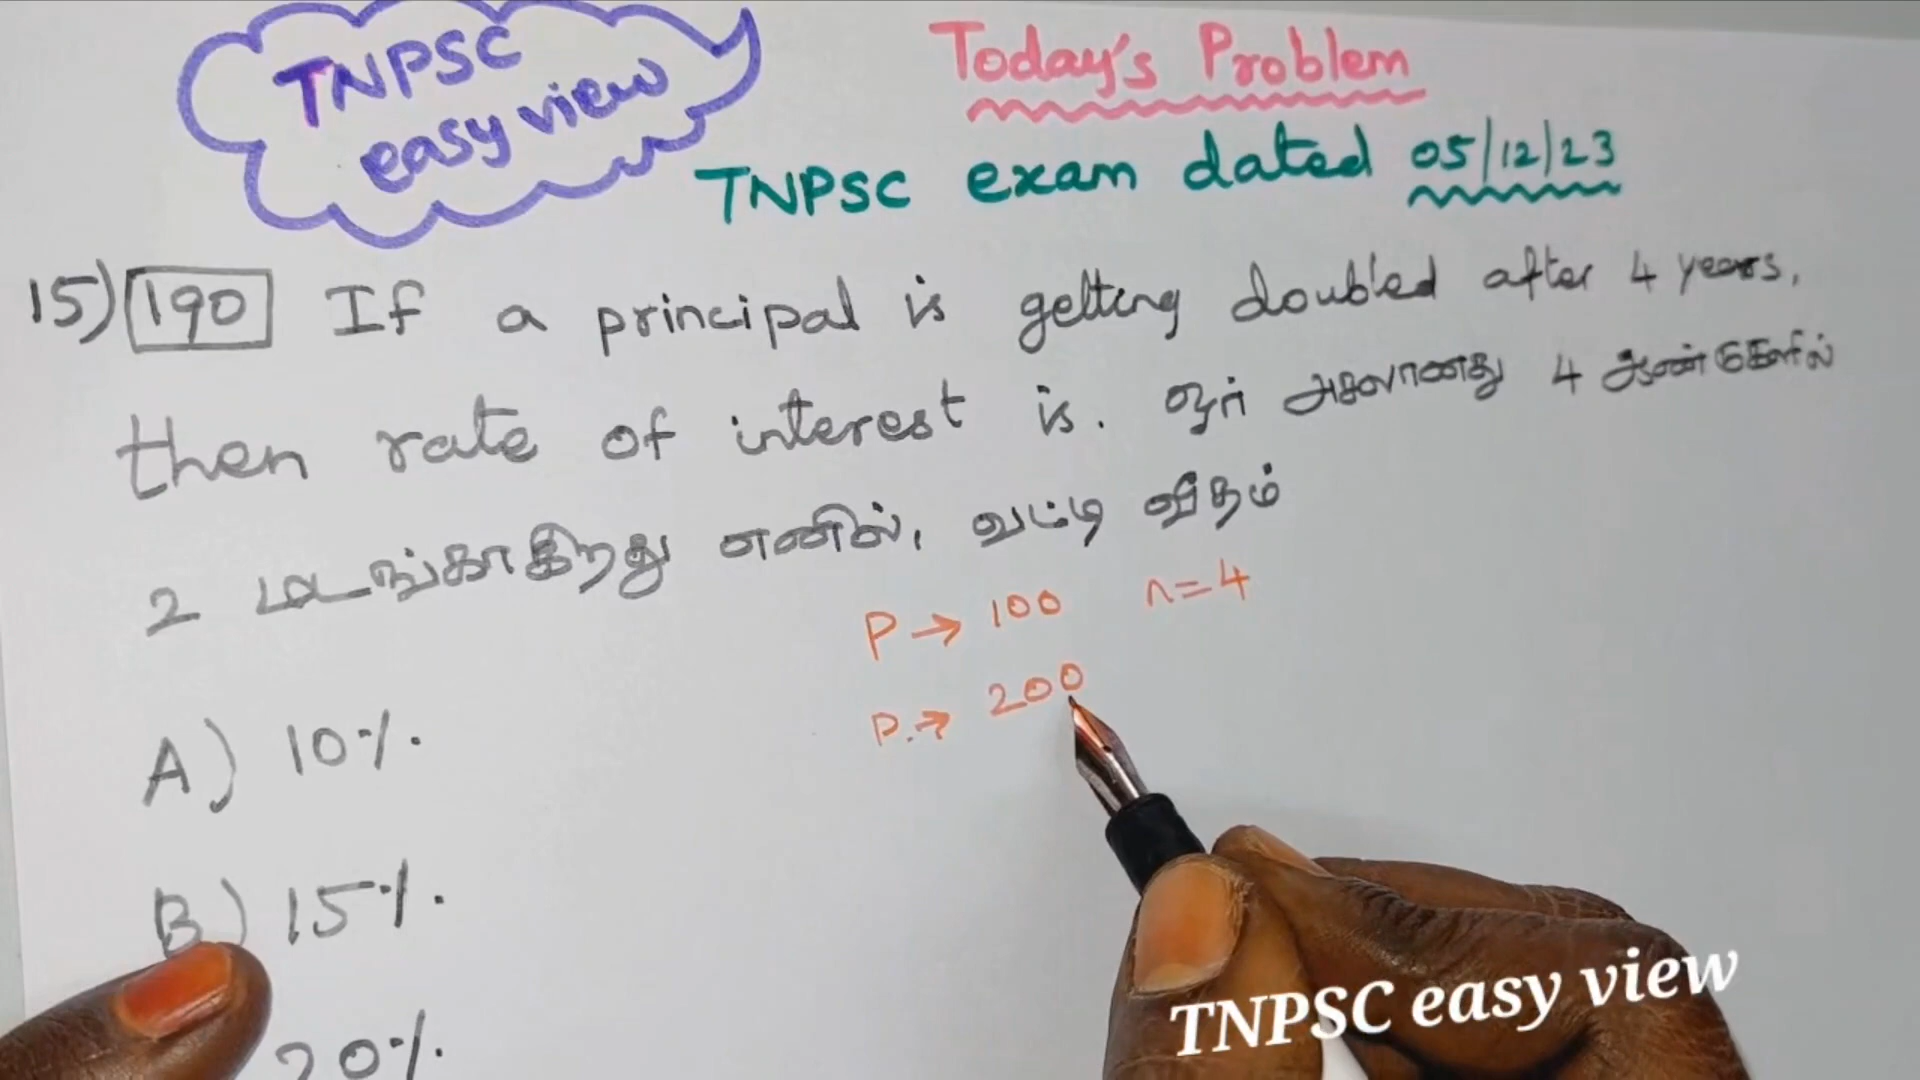 TNPSC
easy view
Today's Problem
TNPSC exam dated 05/12/23
15) 190 If a principal is getting doubled after 4 years,
then rate of interest is. ஓர் அசலானது 4 ஆண்டுகளில்
2 மடங்காகிறது எனில், வட்டி வீதம்
P → 100 n=4
P → 200
A) 10%.
B) 15%.
20%.
TNPSC easy view